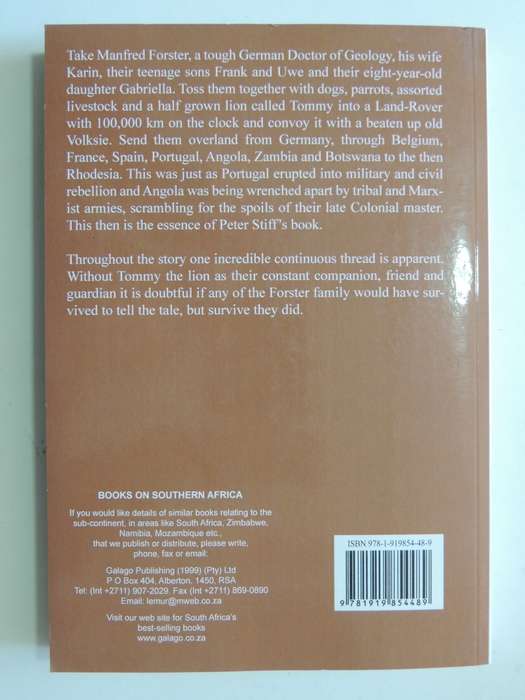 Take Manfred Forster, a tough German Doctor of Geology, his wife
Karin, their teenage sons Frank and Uwe and their eight-year-old
daughter Gabriella. Toss them together with dogs, parrots, assorted
livestock and a half grown lion called Tommy into a Land-Rover
with 100,000 km on the clock and convoy it with a beaten up old
Volksie. Send them overland from Germany, through Belgium,
France, Spain, Portugal, Angola, Zambia and Botswana to the then
Rhodesia. This was just as Portugal erupted into military and civil
rebellion and Angola was being wrenched apart by tribal and Marx-
ist armies, scrambling for the spoils of their late Colonial master.
This then is the essence of Peter Stiff's book.
Throughout the story one incredible continuous thread is apparent.
Without Tommy the lion as their constant companion, friend and
guardian it is doubtful if any of the Forster family would have sur-
vived to tell the tale, but survive they did.
BOOKS ON SOUTHERN AFRICA
If you would like details of similar books relating to the
sub-continent, in areas like South Africa, Zimbabwe,
Namibia, Mozambique etc.,
that we publish or distribute, please write,
phone, fax or email:
Galago Publishing (1999) (Pty) Ltd
P O Box 404, Alberton, 1450, RSA
Tel: (Int +2711) 907-2029. Fax (Int +2711) 869-0890
Email: lemur@mweb.co.za
Visit our web site for South Africa's
best-selling books
www.galago.co.za
ISBN 978-1-919854-48-9
9 781919 854489